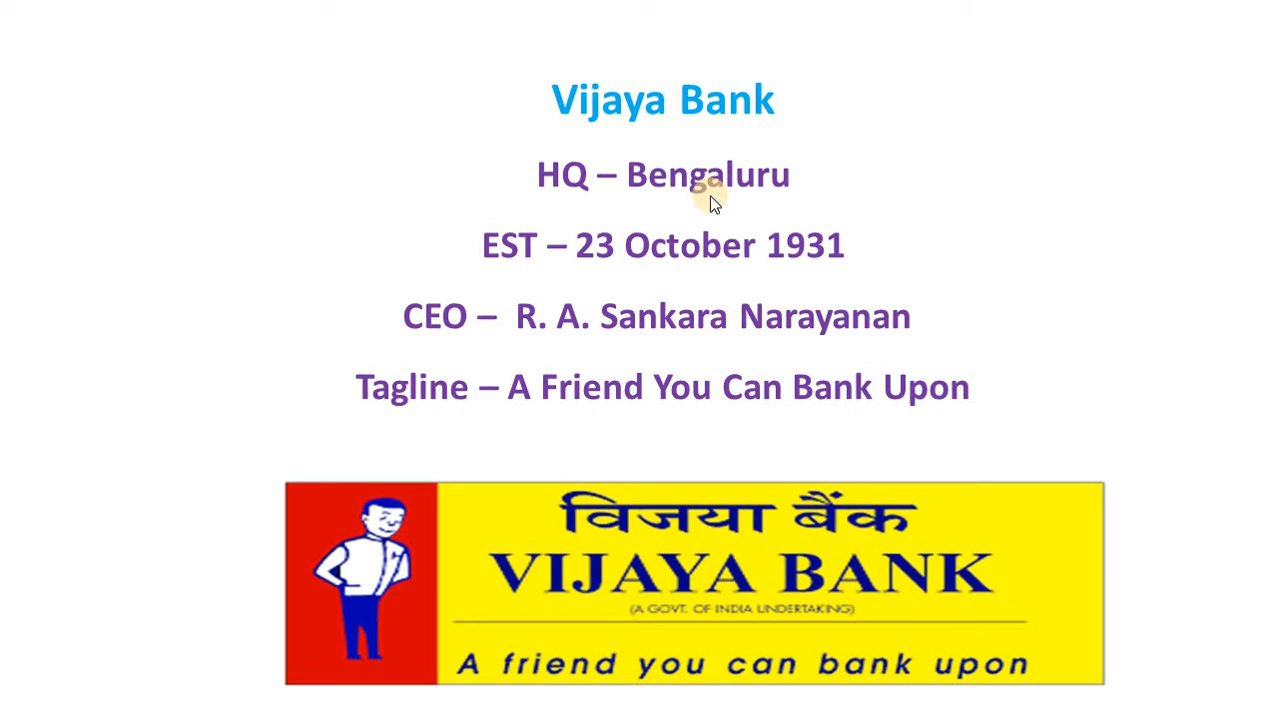 Vijaya Bank
HQ – Bengaluru
EST – 23 October 1931
CEO – R. A. Sankara Narayanan
Tagline – A Friend You Can Bank Upon
विजया बैंक
VIJAYA BANK
(A GOVT. OF INDIA UNDERTAKING)
A friend you can bank upon